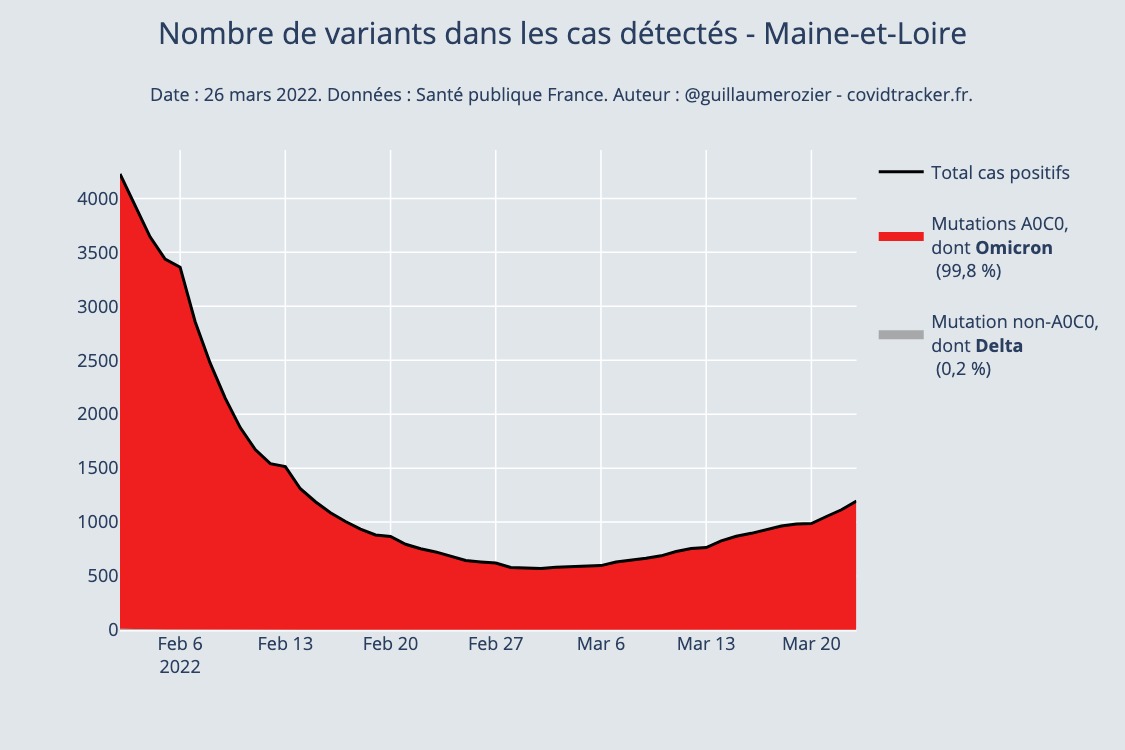 Nombre de variants dans les cas détectés - Maine-et-Loire
Date : 26 mars 2022. Données : Santé publique France. Auteur : @guillaumerozier - covidtracker.fr.
Total cas positifs
Mutations A0C0,
dont Omicron
(99,8 %)
Mutation non-A0C0,
dont Delta
(0,2 %)
4000
3500
3000
2500
2000
1500
1000
500
0
Feb 6 Feb 13 Feb 20 Feb 27 Mar 6 Mar 13 Mar 20
2022